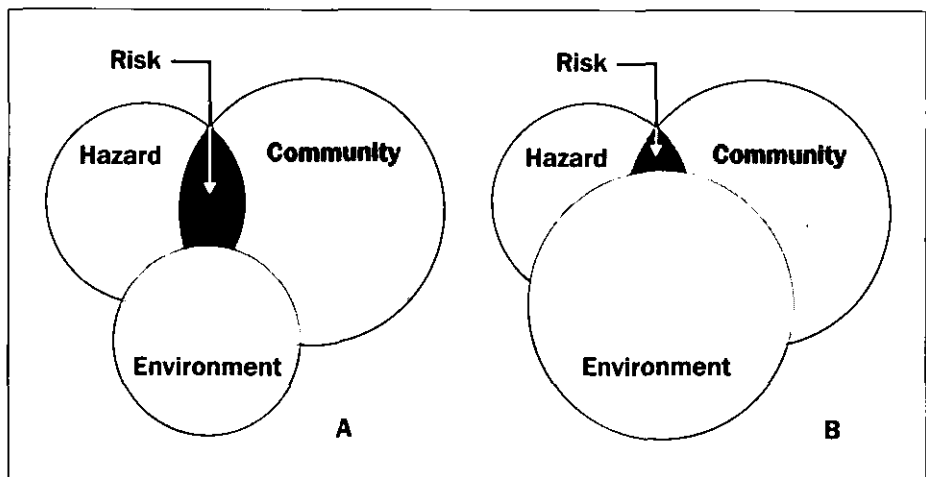 Risk
Hazard
Community
Environment
A
Risk
Hazard
Community
Environment
B